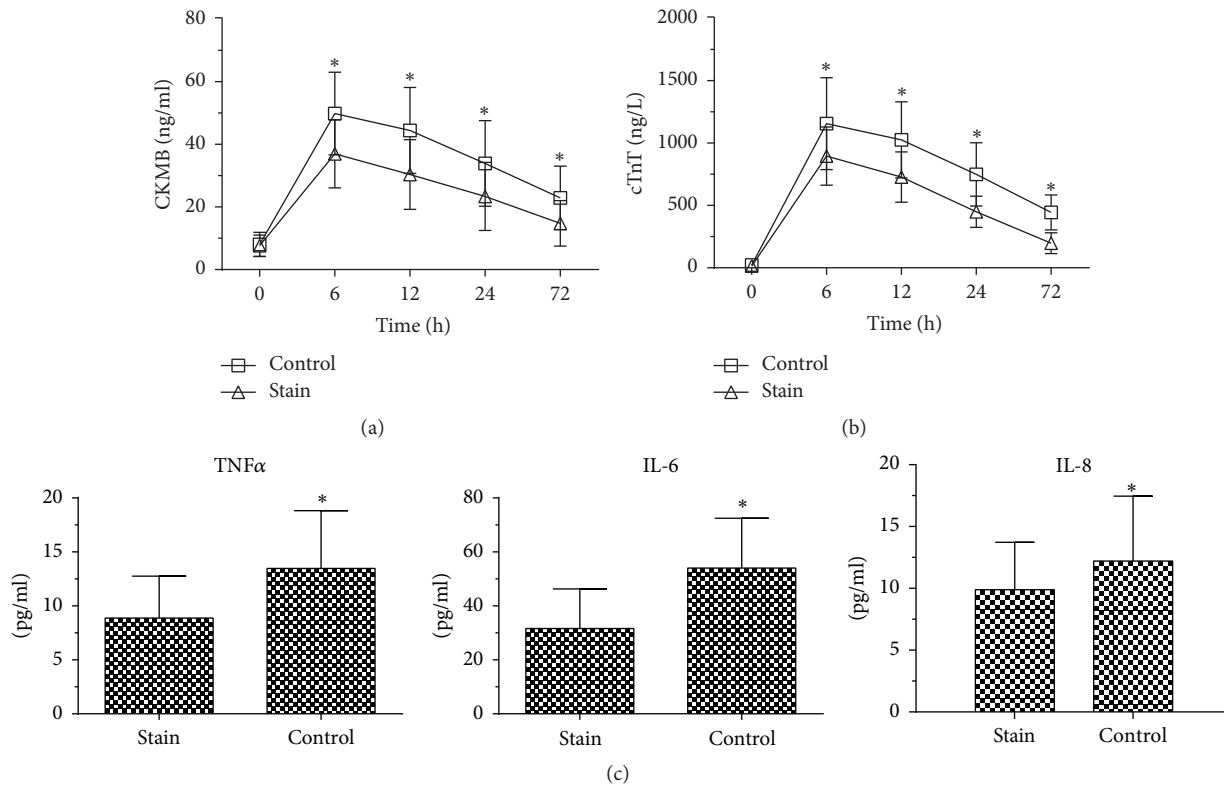 80
60
40
20
0
CKMB (ng/ml)
*
*
*
*
0 6 12 24 72
Time (h)
Control
Stain
(a)
2000
1500
1000
500
0
cTnT (ng/L)
*
*
*
*
0 6 12 24 72
Time (h)
Control
Stain
(b)
TNFα
20
15
10
5
0
(pg/ml)
*
Stain Control
IL-6
80
60
40
20
0
(pg/ml)
*
Stain Control
IL-8
20
15
10
5
0
(pg/ml)
*
Stain Control
(c)